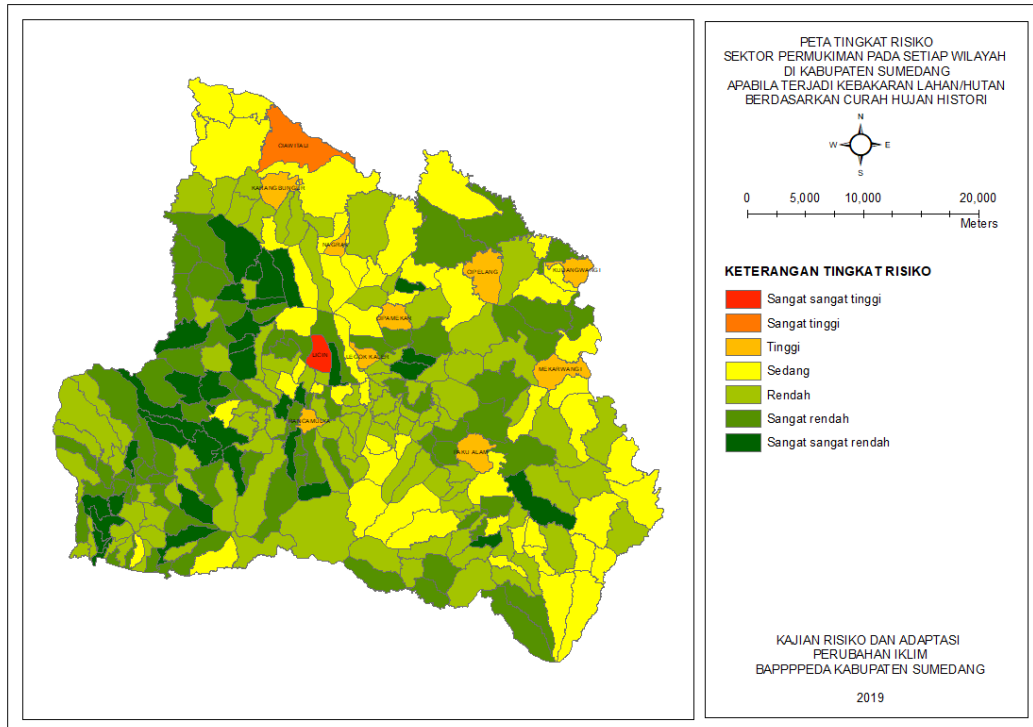 PETA TINGKAT RISIKO
SEKTOR PERMUKIMAN PADA SETIAP WILAYAH
DI KABUPATEN SUMEDANG
APABILA TERJADI KEBAKARAN LAHAN/HUTAN
BERDASARKAN CURAH HUJAN HISTORI
N
W E
S
0 5,000 10,000 20,000
Meters
KETERANGAN TINGKAT RISIKO
Sangat sangat tinggi
Sangat tinggi
Tinggi
Sedang
Rendah
Sangat rendah
Sangat sangat rendah
KAJIAN RISIKO DAN ADAPTASI
PERUBAHAN IKLIM
BAPPPPEDA KABUPATEN SUMEDANG
2019
KARANGBUNGUR
CIPELANG
CIPAMEKAR
MEKARWANGI
PAKU ALAM